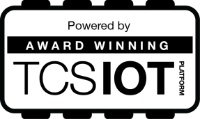 Powered by
AWARD WINNING
TCS IOT PLATFORM